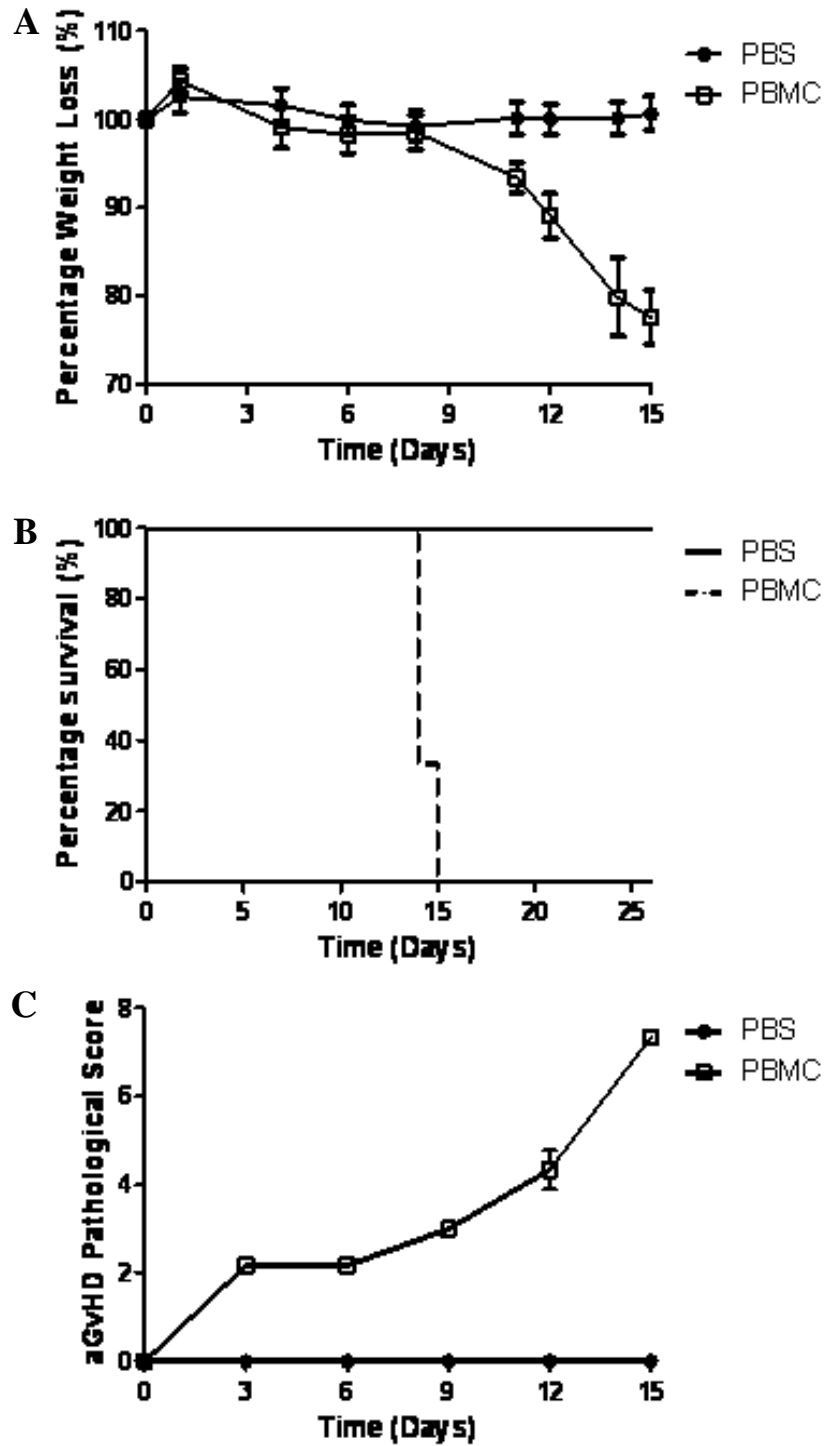 A
Percentage Weight Loss (%)
110
100
90
80
70
0 3 6 9 12 15
Time (Days)
PBS
PBMC
B
Percentage survival (%)
100
80
60
40
20
0
0 5 10 15 20 25
Time (Days)
PBS
PBMC
C
aGvHD Pathological Score
8
6
4
2
0
0 3 6 9 12 15
Time (Days)
PBS
PBMC